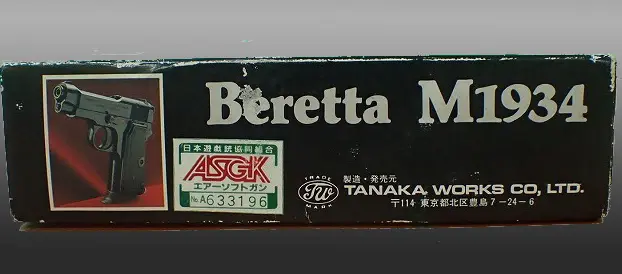 Beretta M1934
日本遊戯銃協同組合
ASGK
エアーソフトガン
No.A633196
TRADE
TW
MARK
製造・発売元
TANAKA WORKS CO, LTD.
〒114 東京都北区豊島7-24-6